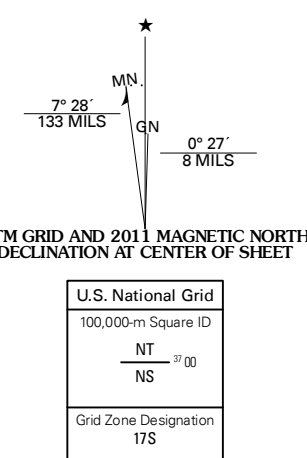 ★
MN.
GN
7° 28´
133 MILS
0° 27´
8 MILS
TM GRID AND 2011 MAGNETIC NORTH
DECLINATION AT CENTER OF SHEET
U.S. National Grid
100,000-m Square ID
NT
37 00
NS
Grid Zone Designation
17S